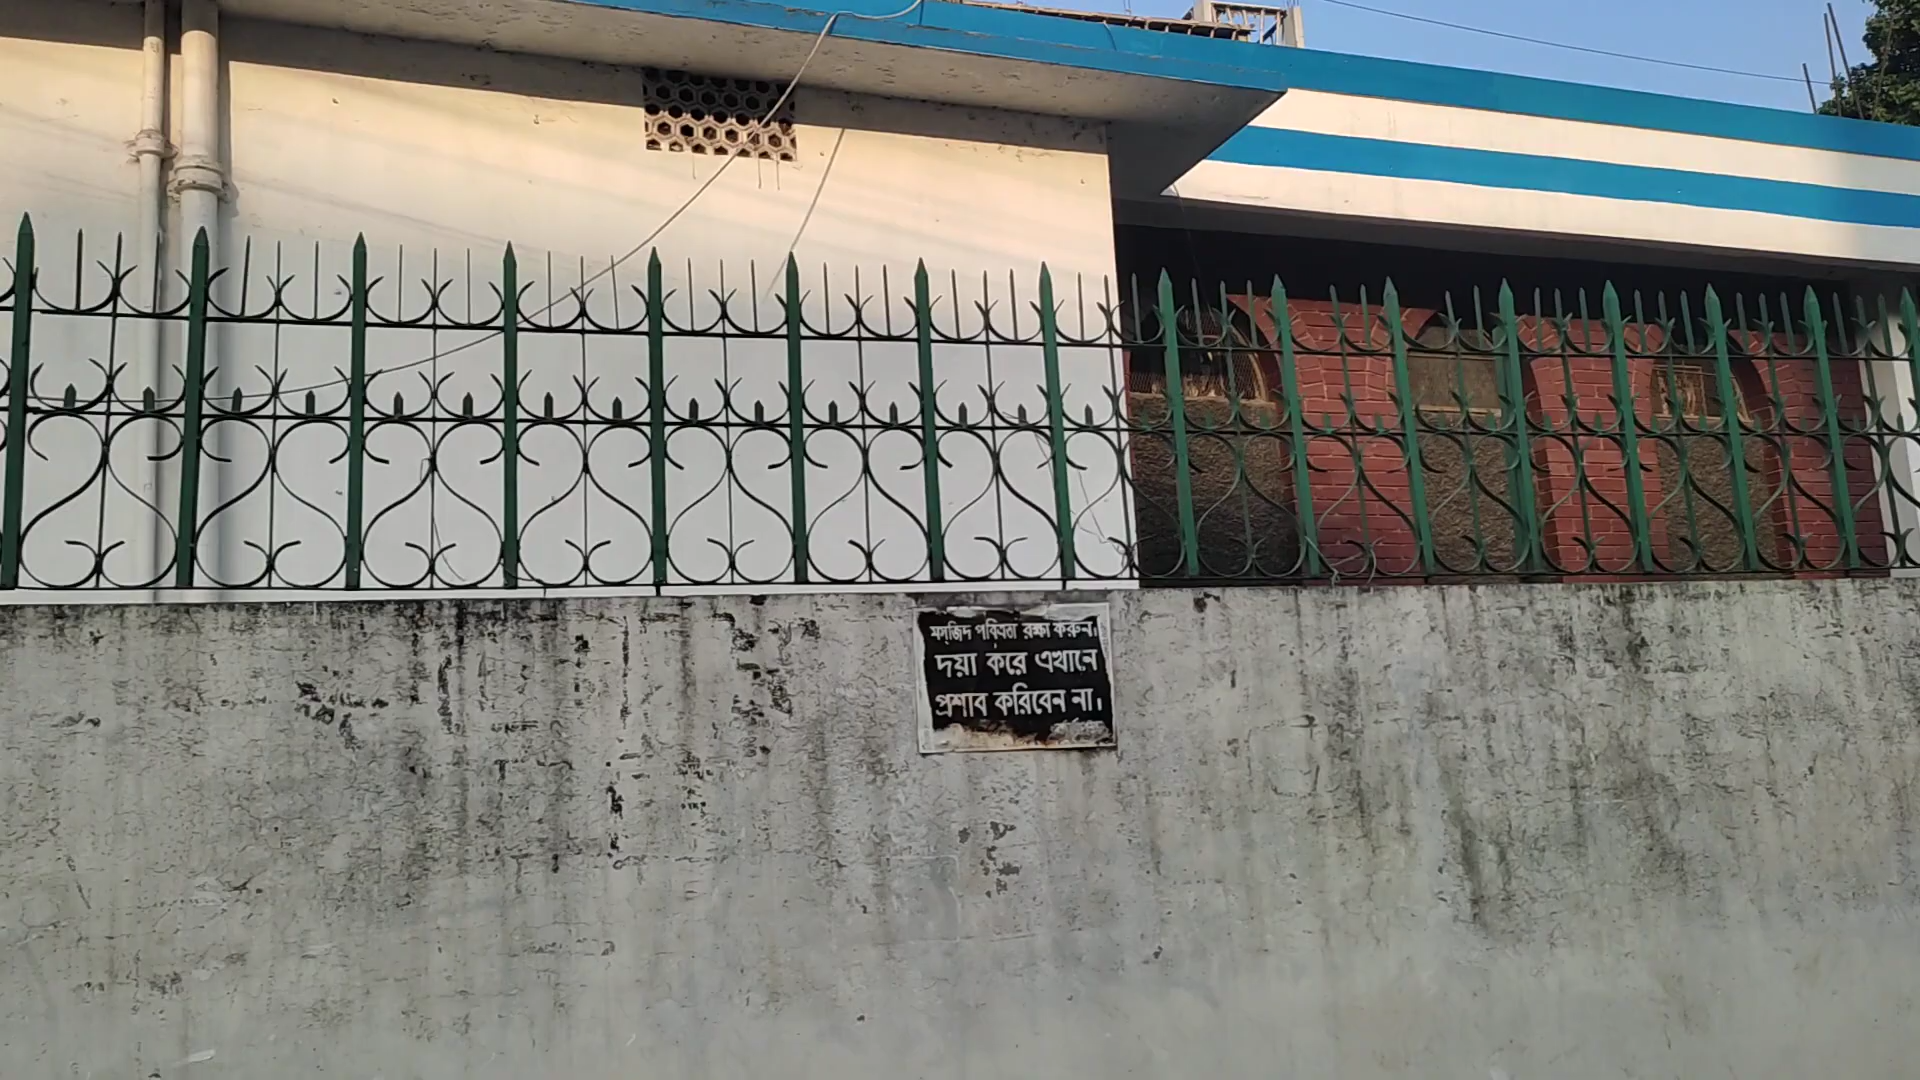 মসজিদ পবিত্রতা রক্ষা করুন।
দয়া করে এখানে
প্রশাব করিবেন না।